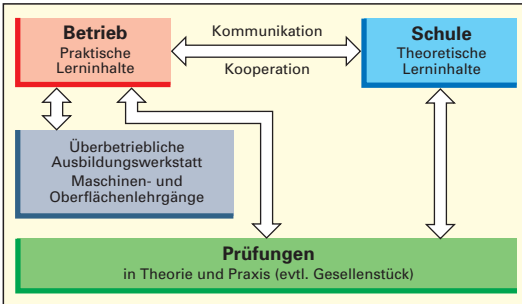 Betrieb
Praktische
Lerninhalte
Kommunikation
Kooperation
Schule
Theoretische
Lerninhalte
Überbetriebliche
Ausbildungswerkstatt
Maschinen- und
Oberflächenlehrgänge
Prüfungen
in Theorie und Praxis (evtl. Gesellenstück)